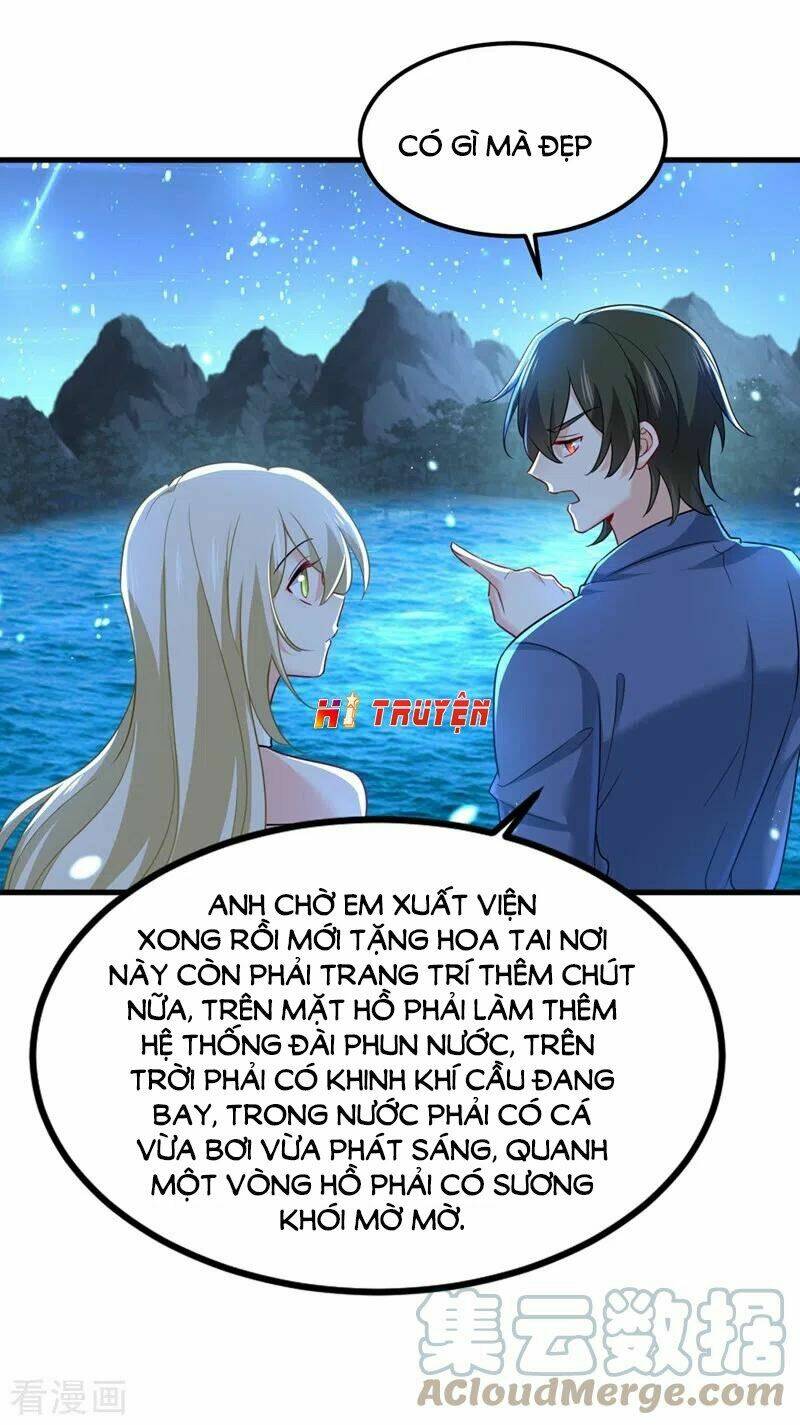 CÓ GÌ MÀ ĐẸP
HI TRUYỆN
ANH CHỜ EM XUẤT VIỆN
XONG RỒI MỚI TẶNG HOA TAI NƠI
NÀY CÒN PHẢI TRANG TRÍ THÊM CHÚT
NỮA, TRÊN MẶT HỒ PHẢI LÀM THÊM
HỆ THỐNG ĐÀI PHUN NƯỚC, TRÊN
TRỜI PHẢI CÓ KHINH KHÍ CẦU ĐANG
BAY, TRONG NƯỚC PHẢI CÓ CÁ
VỪA BƠI VỪA PHÁT SÁNG, QUANH
MỘT VÒNG HỒ PHẢI CÓ SƯƠNG
KHÓI MỜ MỜ.
集云数据
看漫画
AcloudMerge.com